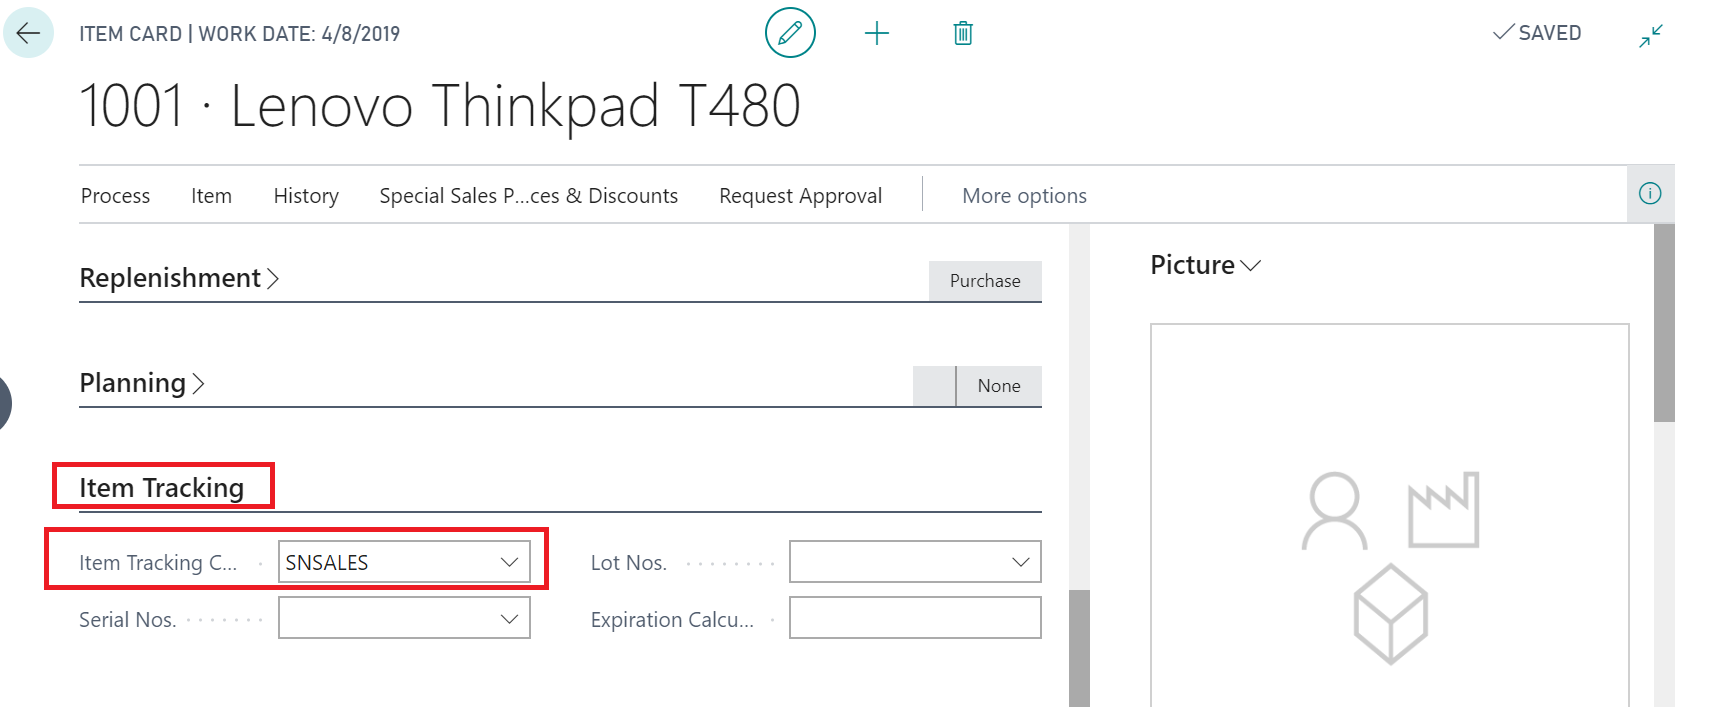 ITEM CARD | WORK DATE: 4/8/2019
SAVED
1001 · Lenovo Thinkpad T480
Process Item History Special Sales P...ces & Discounts Request Approval More options
Replenishment
Purchase
Planning
None
Item Tracking
Item Tracking C... SNSALES
Lot Nos.
Serial Nos.
Expiration Calcu...
Picture